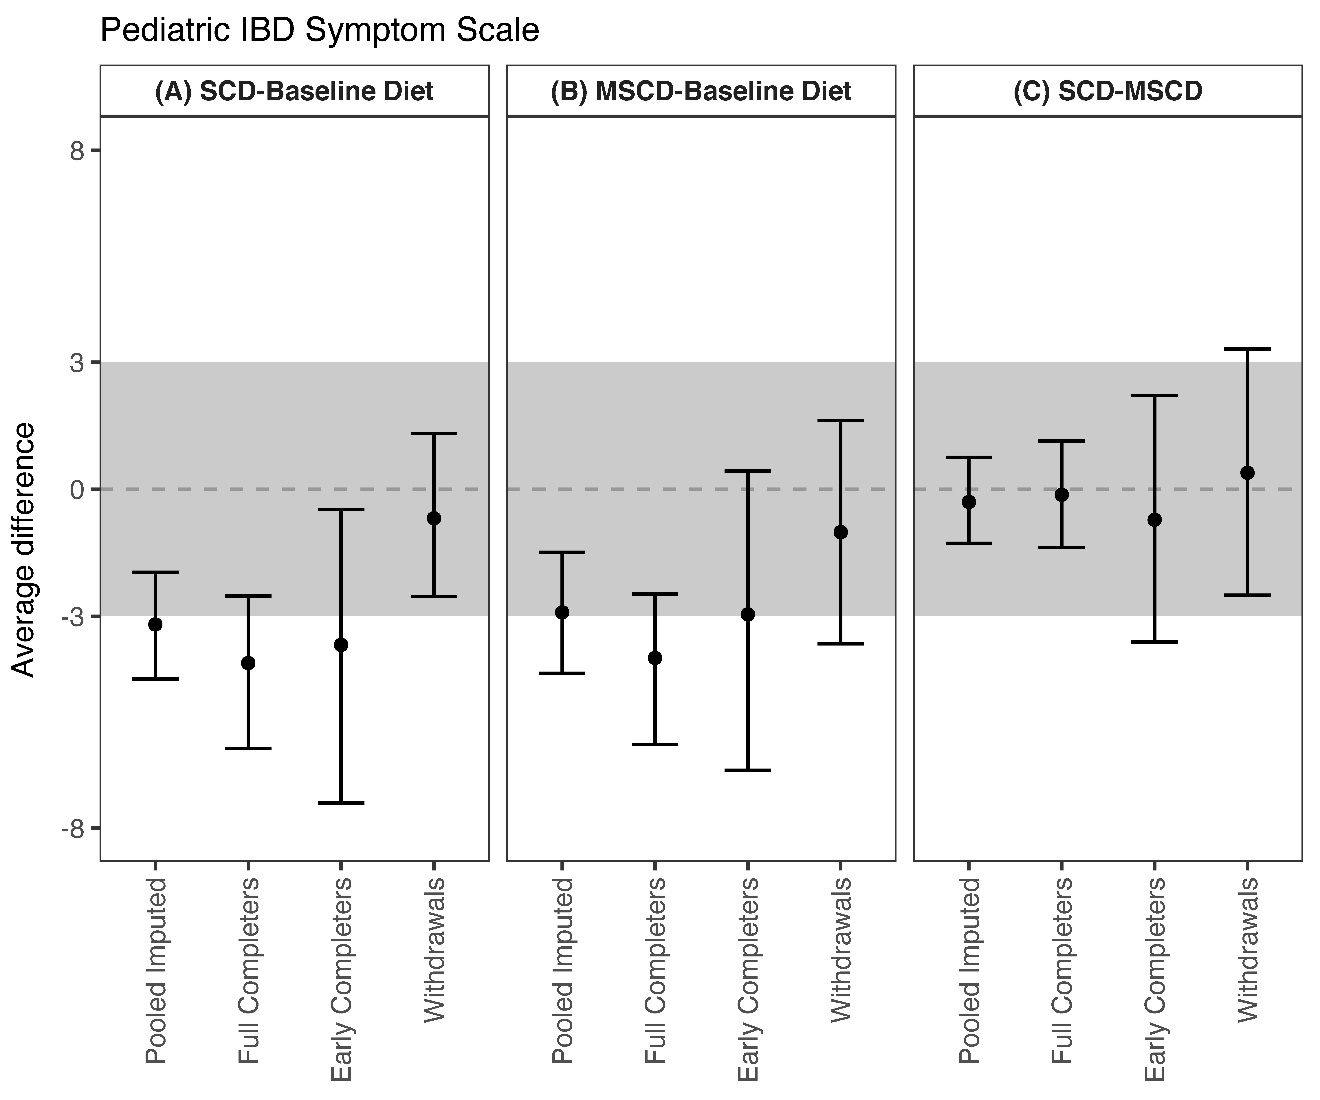 Pediatric IBD Symptom Scale
(A) SCD-Baseline Diet
(B) MSCD-Baseline Diet
(C) SCD-MSCD
Average difference
8
3
0
-3
-8
Pooled Imputed
Full Completers
Early Completers
Withdrawals
Pooled Imputed
Full Completers
Early Completers
Withdrawals
Pooled Imputed
Full Completers
Early Completers
Withdrawals